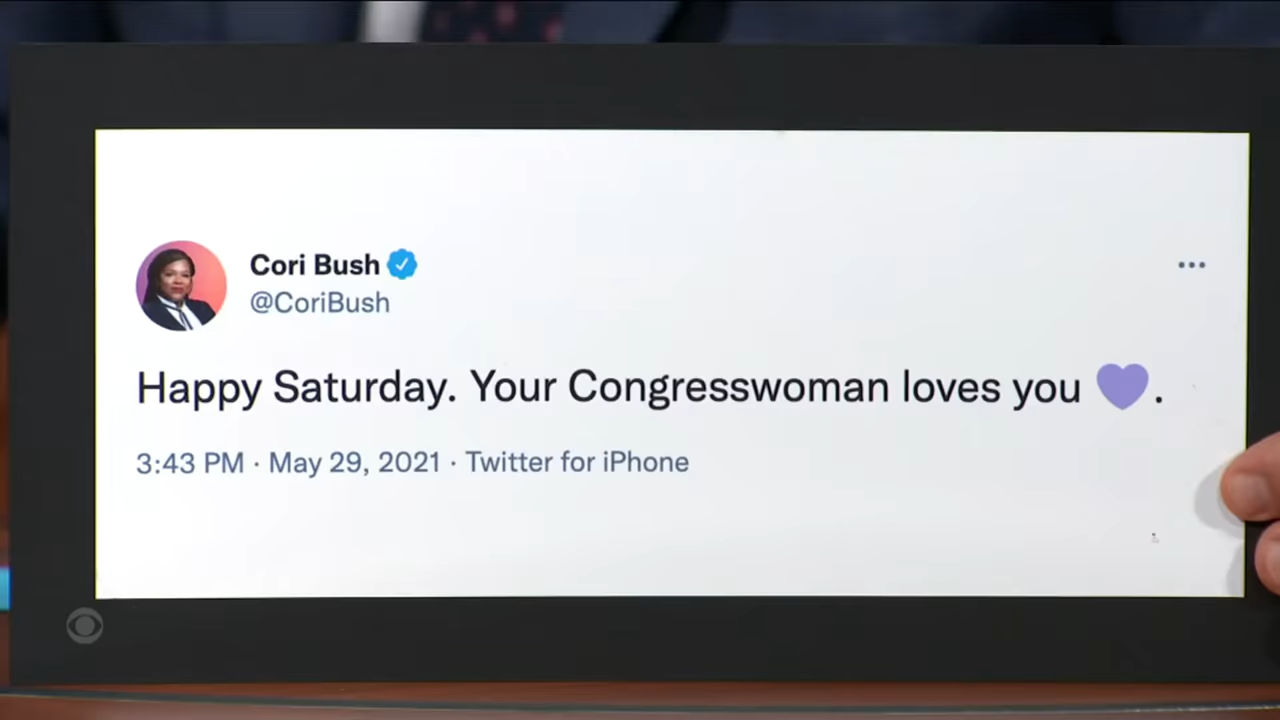 Cori Bush
@CoriBush
Happy Saturday. Your Congresswoman loves you 💜.
3:43 PM · May 29, 2021 · Twitter for iPhone